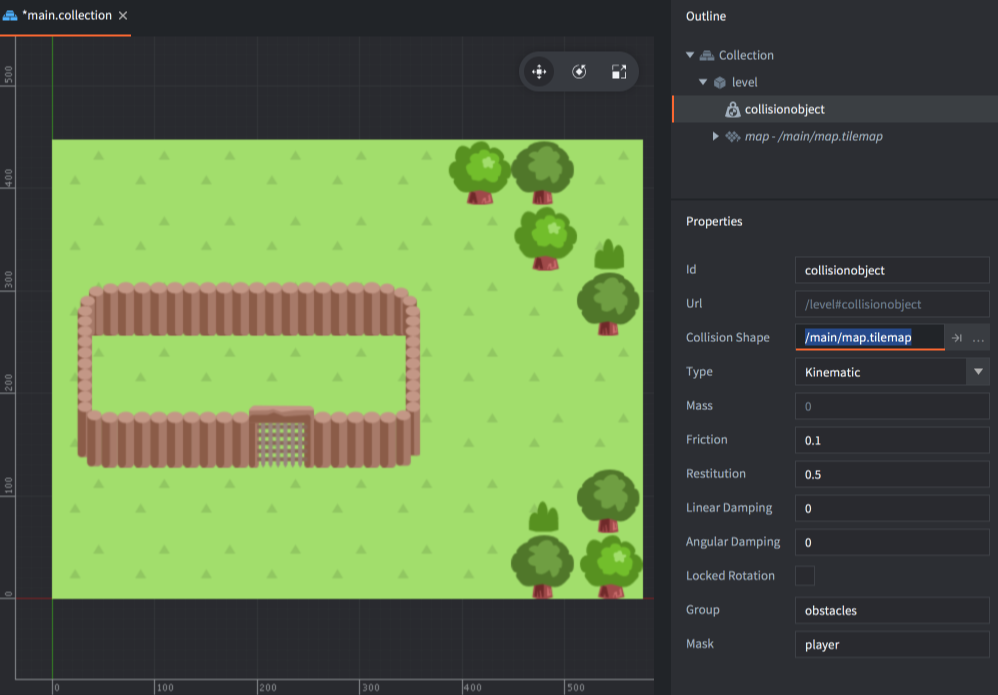 *main.collection
Outline
Collection
level
collisionobject
map - /main/map.tilemap
Properties
Id collisionobject
Url /level#collisionobject
Collision Shape /main/map.tilemap ...
Type Kinematic
Mass 0
Friction 0.1
Restitution 0.5
Linear Damping 0
Angular Damping 0
Locked Rotation
Group obstacles
Mask player
500
400
300
200
100
0
0 100 200 300 400 500